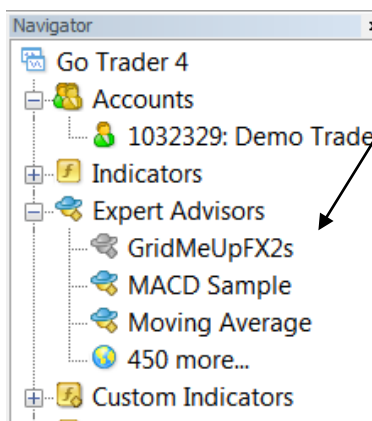 Navigator
Go Trader 4
Accounts
1032329: Demo Trade
Indicators
Expert Advisors
GridMeUpFX2s
MACD Sample
Moving Average
450 more...
Custom Indicators